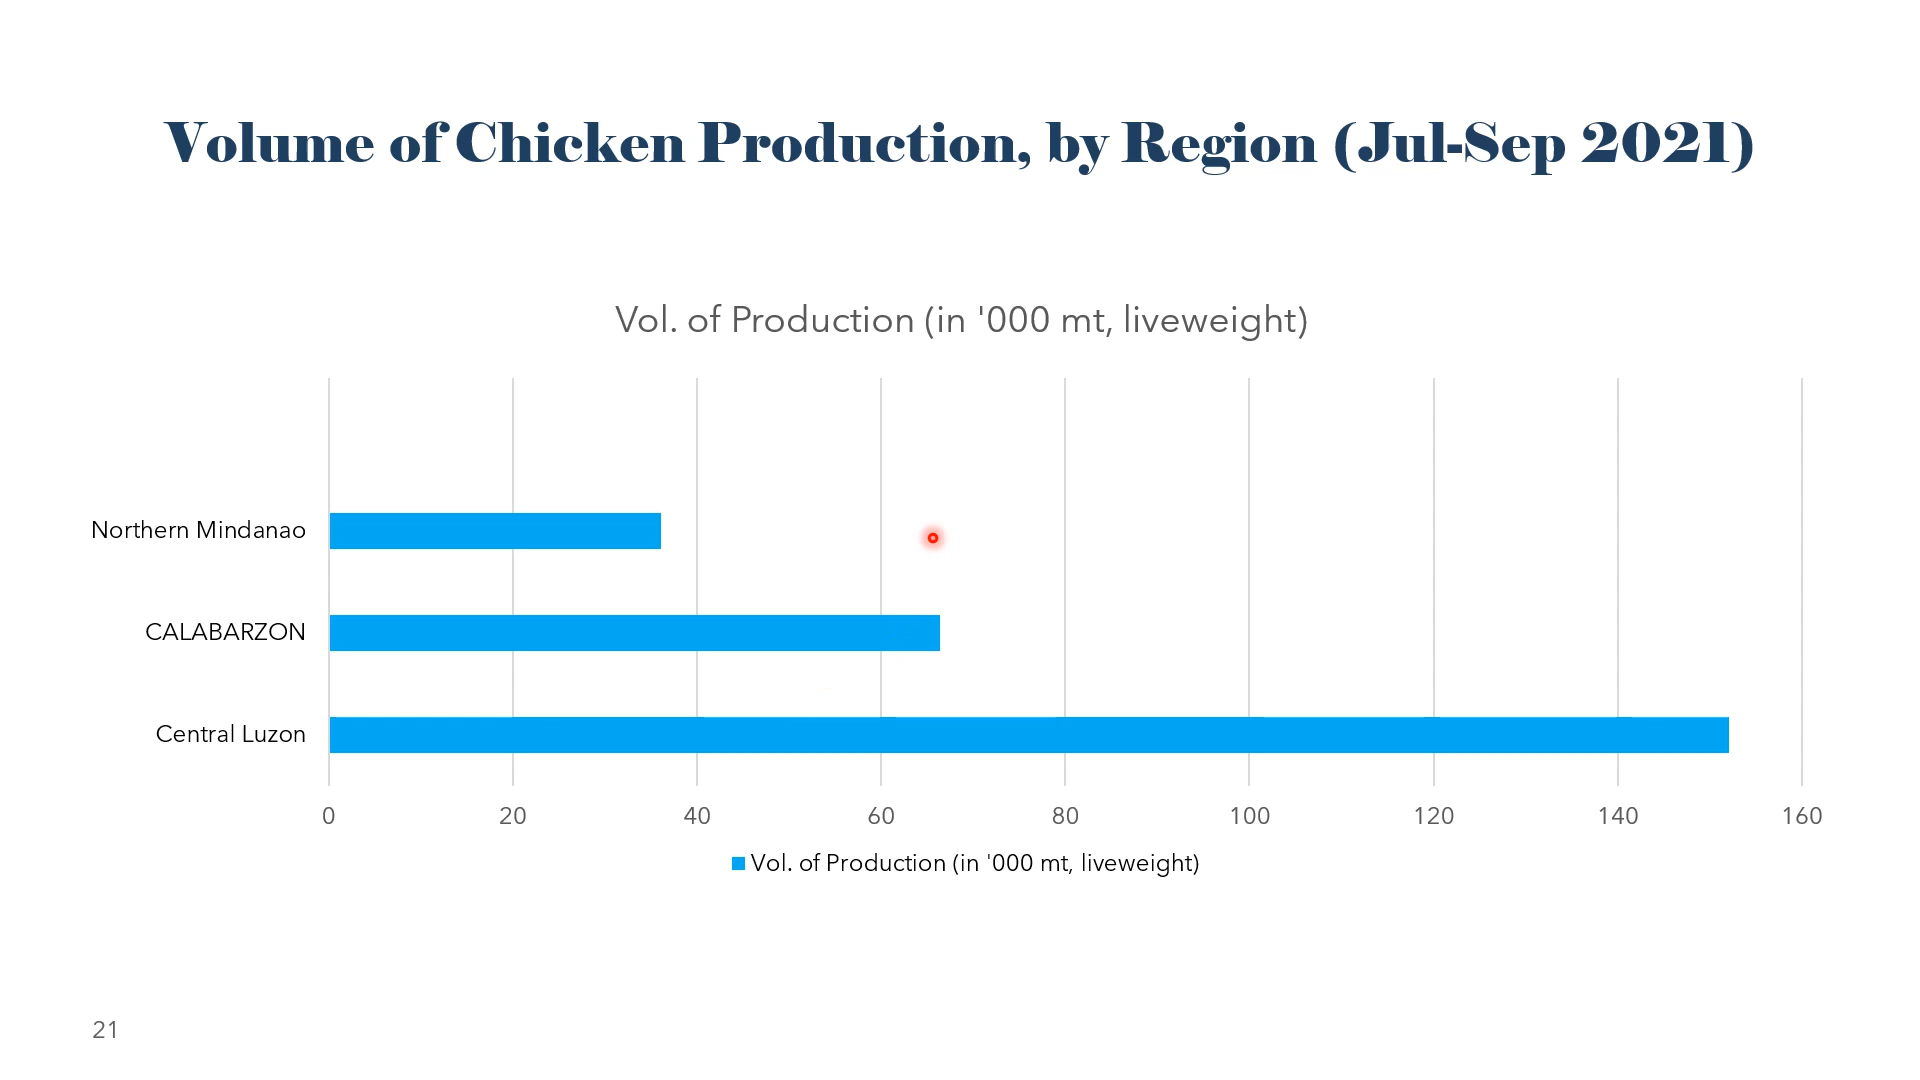 Volume of Chicken Production, by Region (Jul-Sep 2021)
Vol. of Production (in '000 mt, liveweight)
Northern Mindanao
CALABARZON
Central Luzon
0 20 40 60 80 100 120 140 160
Vol. of Production (in '000 mt, liveweight)
21